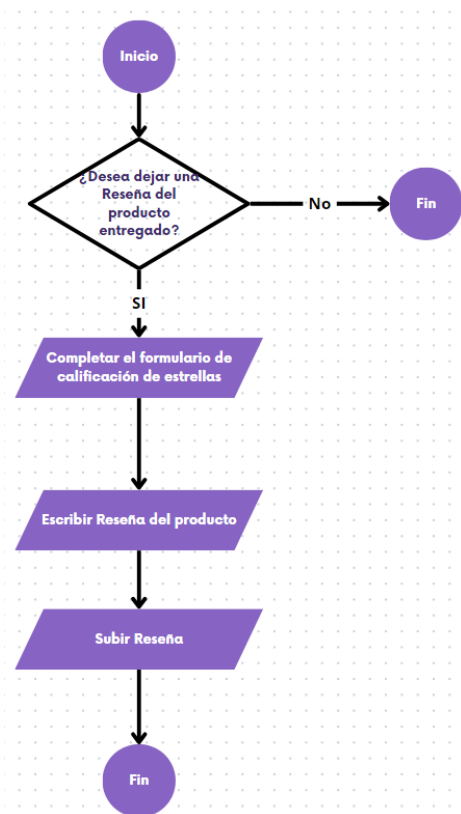 Inicio
¿Desea dejar una
Reseña del
producto
entregado?
No
Fin
SI
Completar el formulario de
calificación de estrellas
Escribir Reseña del producto
Subir Reseña
Fin